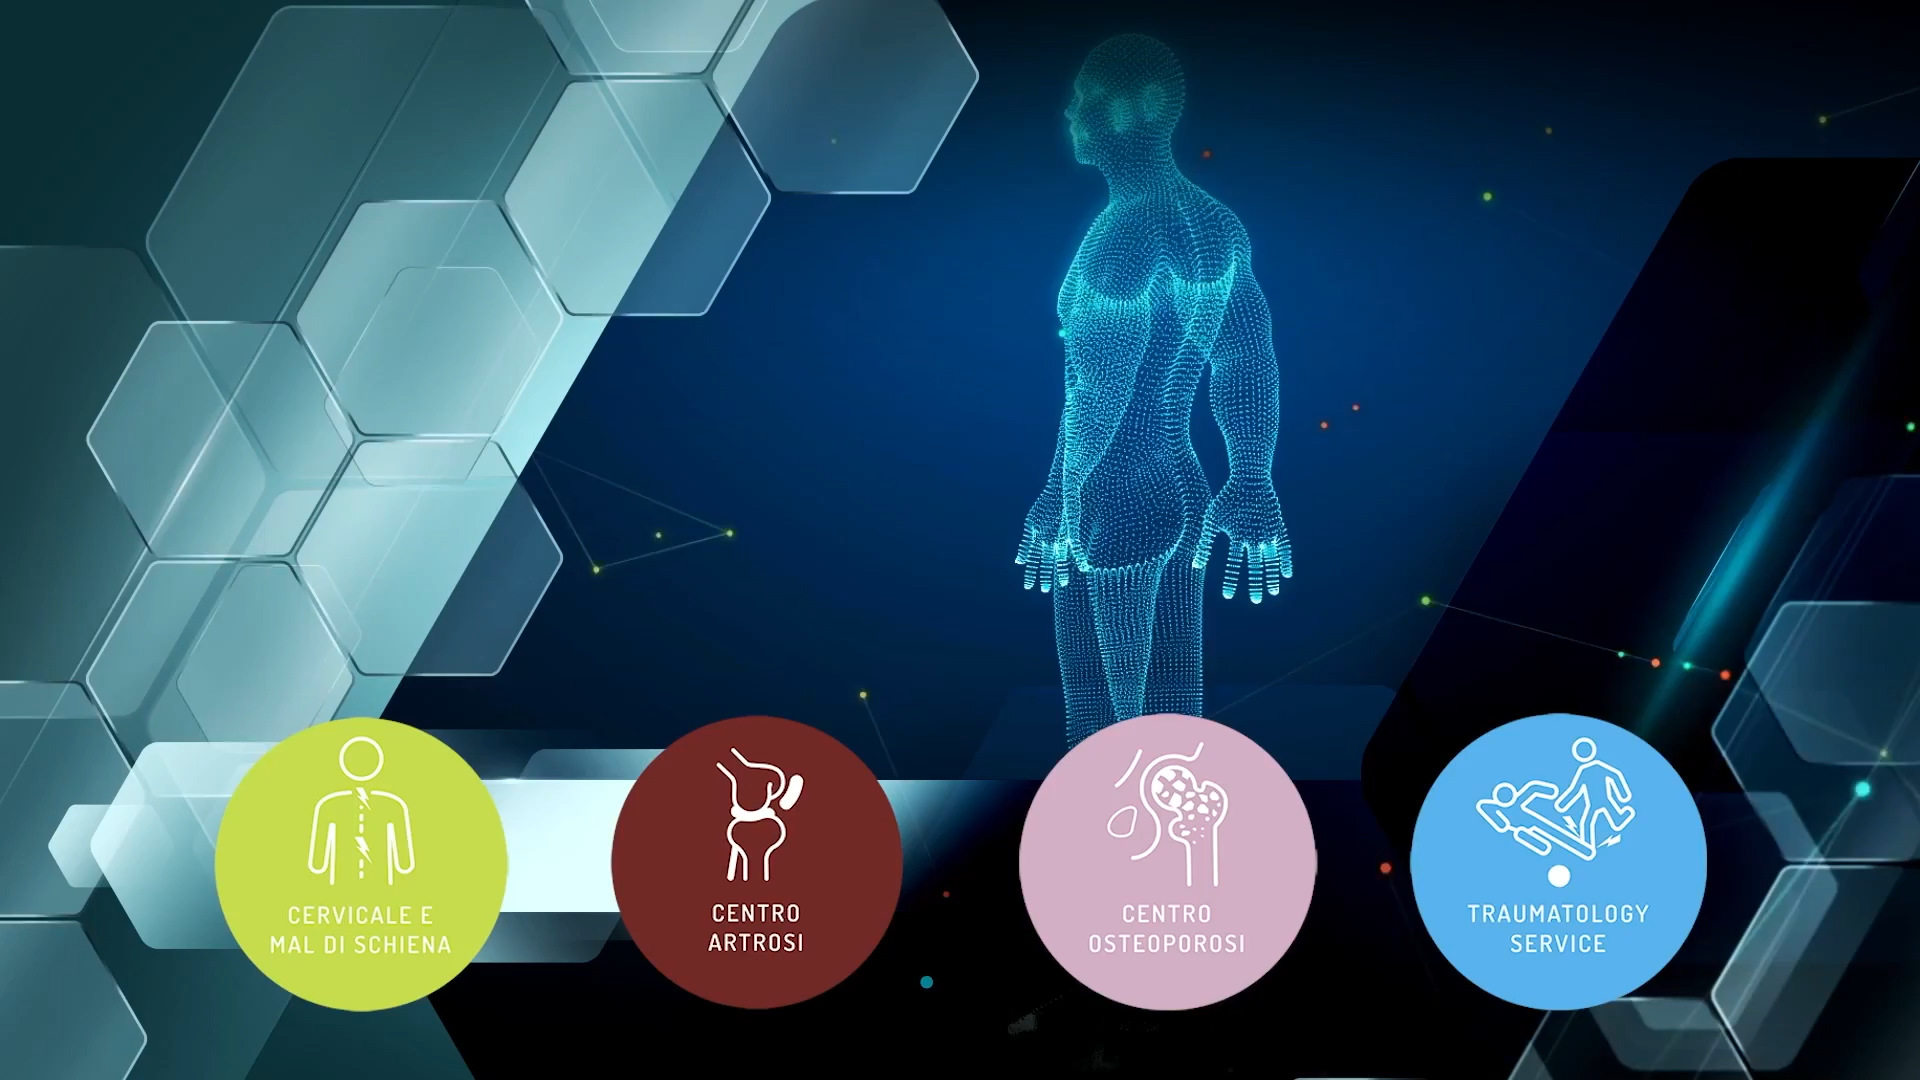 CERVICALE E
MAL DI SCHIENA
CENTRO
ARTROSI
CENTRO
OSTEOPOROSI
TRAUMATOLOGY
SERVICE